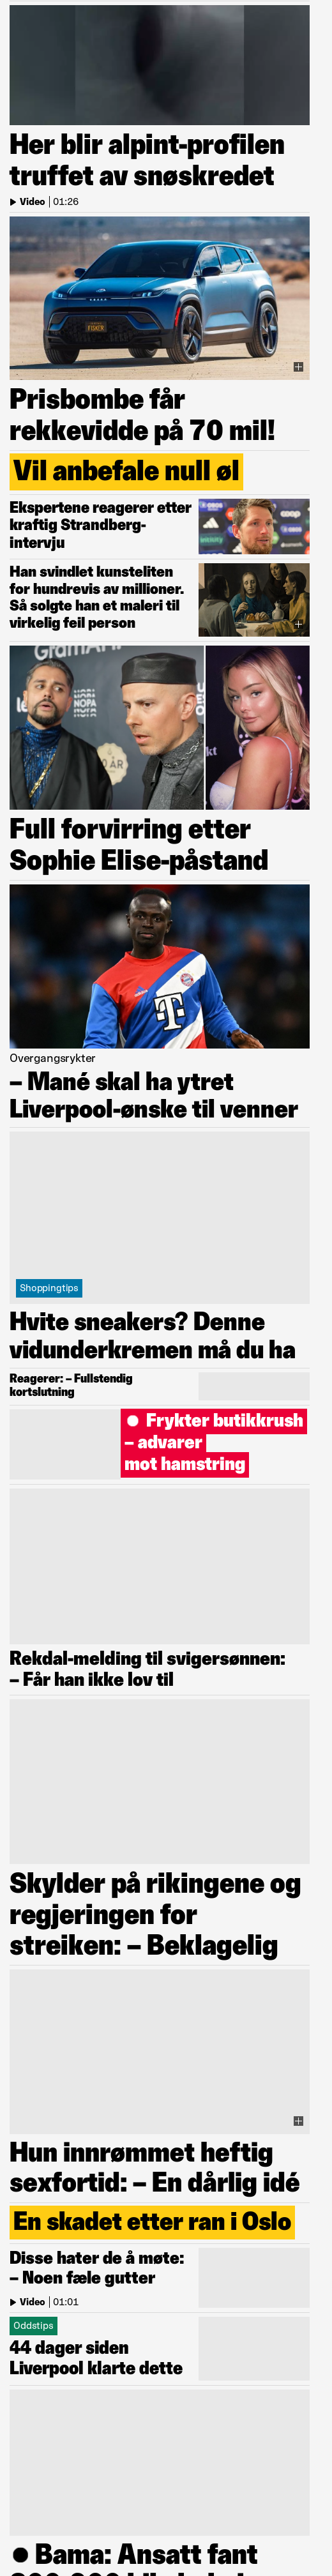 Her blir alpint-profilen
truffet av snøskredet
Video | 01:26
FISKER
Prisbombe får
rekkevidde på 70 mil!
Vil anbefale null øl
Ekspertene reagerer etter
kraftig Strandberg-
intervju
Han svindlet kunsteliten
for hundrevis av millioner.
Så solgte han et maleri til
virkelig feil person
Full forvirring etter
Sophie Elise-påstand
Overgangsrykter
– Mané skal ha ytret
Liverpool-ønske til venner
Shoppingtips
Hvite sneakers? Denne
vidunderkremen må du ha
Reagerer: – Fullstendig
kortslutning
● Frykter butikkrush
– advarer
mot hamstring
Rekdal-melding til svigersønnen:
– Får han ikke lov til
Skylder på rikingene og
regjeringen for
streiken: – Beklagelig
Hun innrømmet heftig
sexfortid: – En dårlig idé
En skadet etter ran i Oslo
Disse hater de å møte:
– Noen fæle gutter
Video | 01:01
Oddstips
44 dager siden
Liverpool klarte dette
● Bama: Ansatt fant